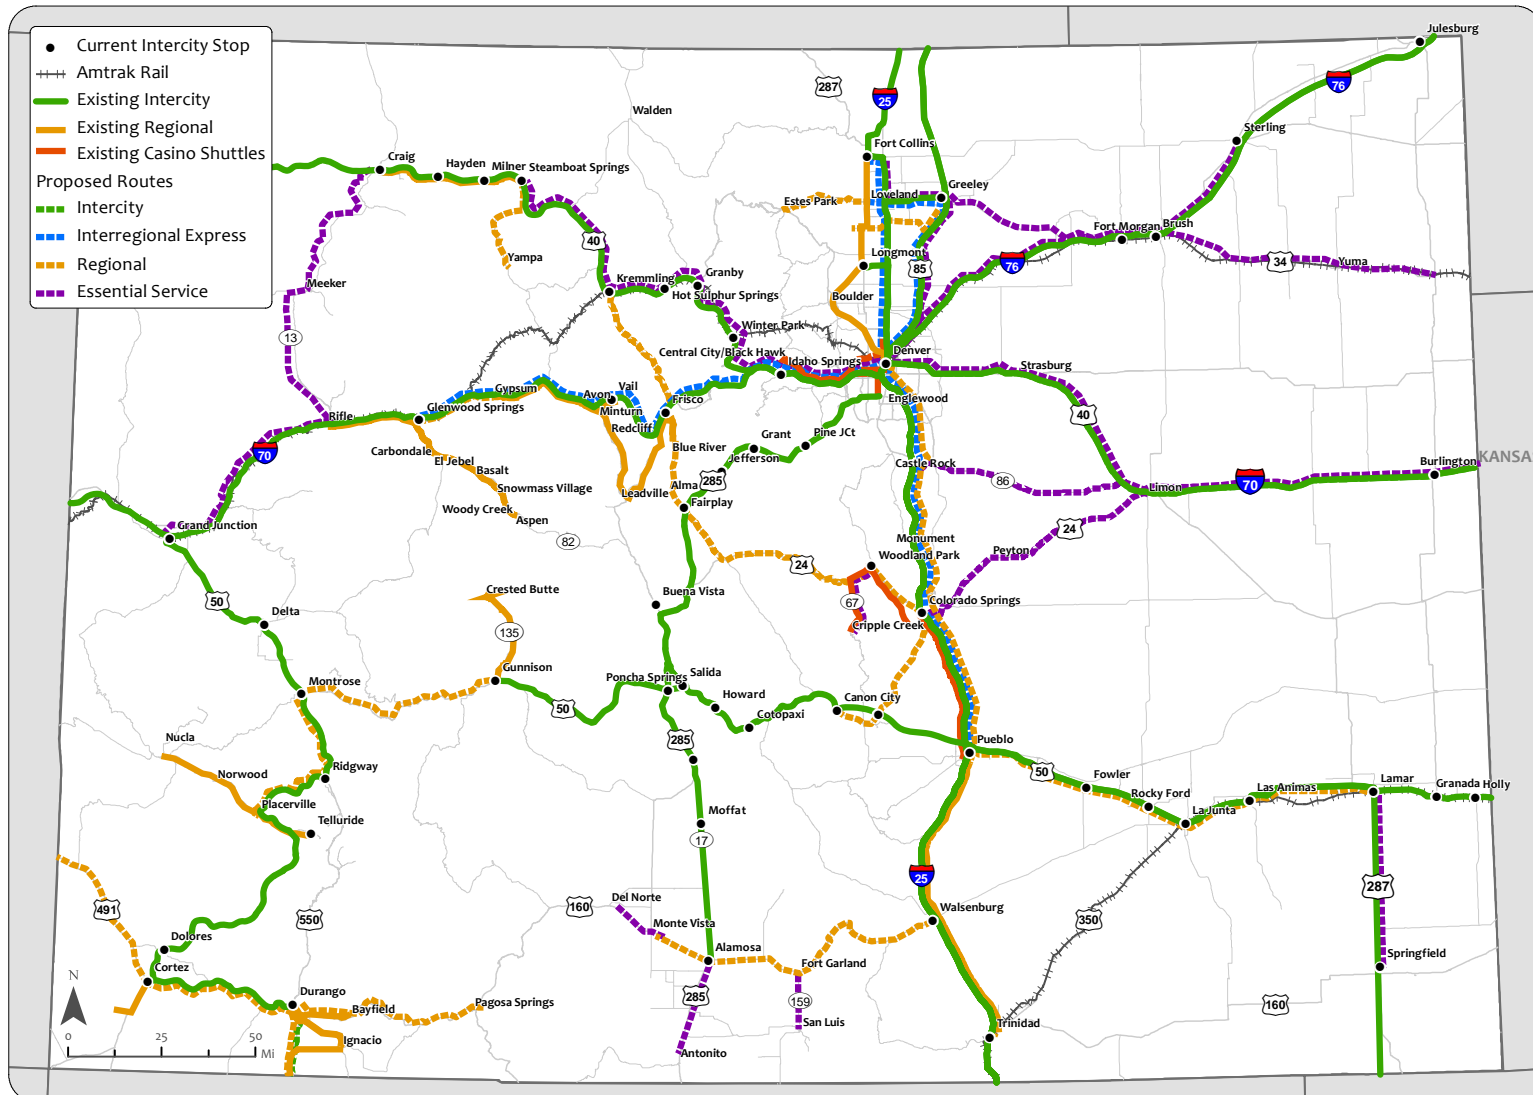 Current Intercity Stop
Amtrak Rail
Existing Intercity
Existing Regional
Existing Casino Shuttles
Proposed Routes
Intercity
Interregional Express
Regional
Essential Service
Julesburg
76
287
25
Walden
Sterling
Fort Collins
Craig
Hayden
Milner
Steamboat Springs
Loveland
Greeley
Estes Park
Fort Morgan
Brush
40
Longmont
85
76
34
Yuma
Yampa
Kremmling
Granby
Hot Sulphur Springs
Meeker
Boulder
Winter Park
13
Central City/Black Hawk
Denver
Idaho Springs
Strasburg
Gypsum
Avon
Vail
Frisco
Englewood
Glenwood Springs
Minturn
Rifle
Redcliff
40
Grant
Pine JCt
Blue River
Jefferson
70
Carbondale
El Jebel
Basalt
Castle Rock
Burlington
KANSA
Snowmass Village
Leadville
Alma
285
86
Limon
70
Woody Creek
Aspen
Fairplay
Grand Junction
82
24
Monument
Woodland Park
Peyton
24
Crested Butte
Buena Vista
50
67
Colorado Springs
Delta
Cripple Creek
135
Gunnison
Poncha Springs
Salida
Montrose
Howard
Canon City
50
Cotopaxi
Nucla
285
Pueblo
Ridgway
50
Fowler
Lamar
Norwood
Las Animas
Granada
Holly
Rocky Ford
Placerville
La Junta
Telluride
Moffat
17
25
287
Del Norte
491
160
550
Monte Vista
Walsenburg
350
Dolores
Alamosa
Springfield
Cortez
Fort Garland
N
Durango
Bayfield
Pagosa Springs
285
159
160
San Luis
Trinidad
0
25
50
Mi
Ignacio
Antonito